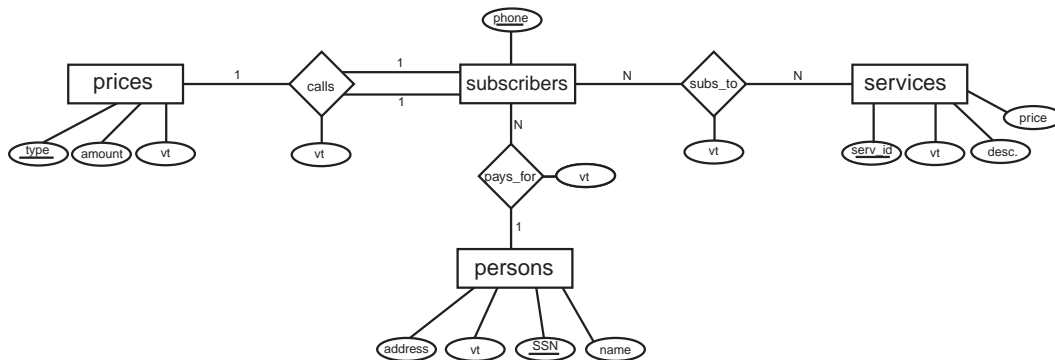 phone
prices
1
calls
1
1
subscribers
N
subs_to
N
services
type
amount
vt
vt
N
vt
serv_id
vt
desc.
price
pays_for
vt
1
persons
address
vt
SSN
name